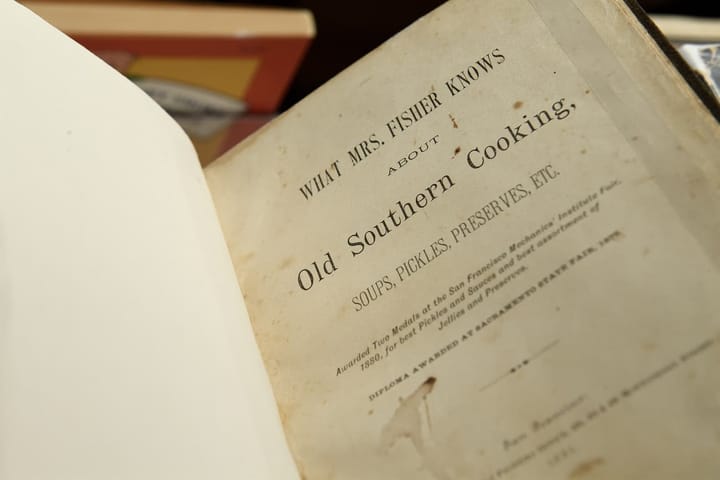 WHAT MRS. FISHER KNOWS
ABOUT
Old Southern Cooking,
SOUPS, PICKLES, PRESERVES, ETC.
Awarded Two Medals at the San Francisco Mechanics' Institute Fair,
1880, for best Pickles and Sauces and best assortment of
Jellies and Preserves.
DIPLOMA AWARDED AT SACRAMENTO STATE FAIR, 1879.
San Francisco: